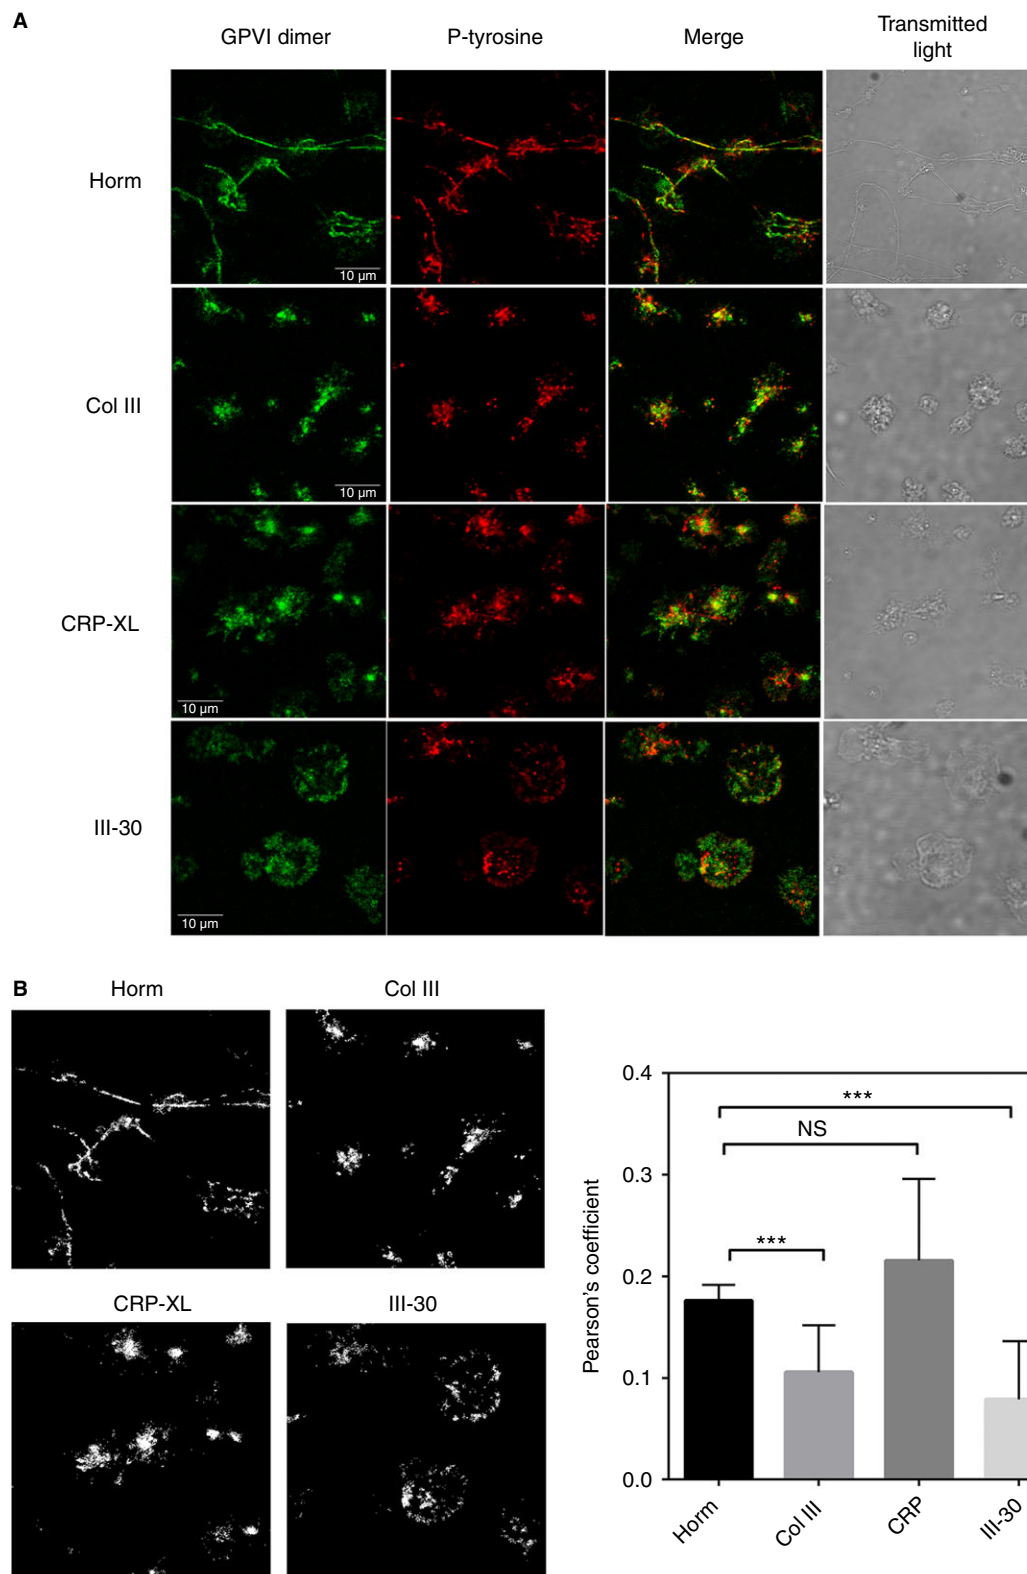 A
GPVI dimer
P-tyrosine
Merge
Transmitted
light
Horm
10 µm
Col III
10 µm
CRP-XL
10 µm
III-30
10 µm
B
Horm
Col III
CRP-XL
III-30
Pearson's coefficient
0.4
0.3
0.2
0.1
0.0
***
NS
***
Horm
Col III
CRP
III-30